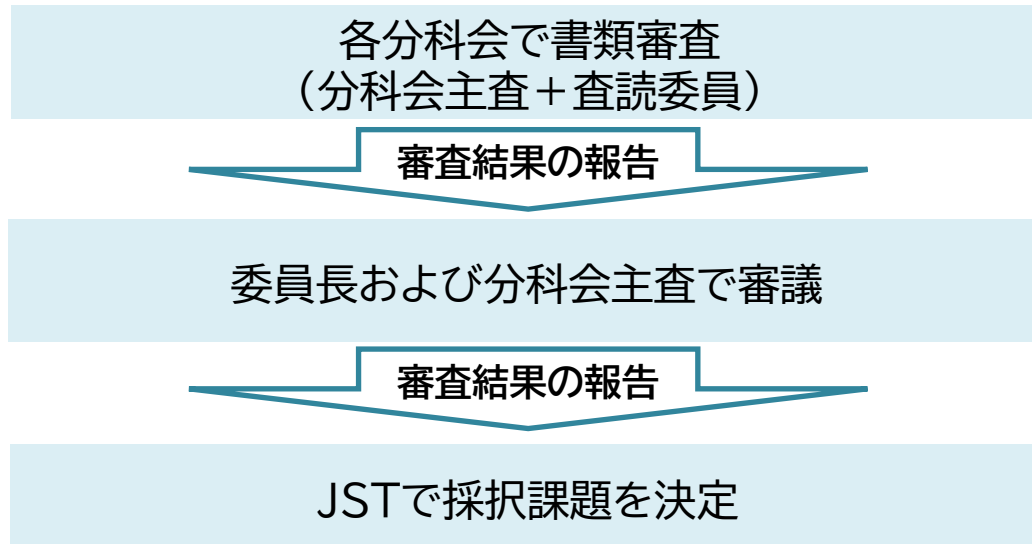 各分科会で書類審査
（分科会主査＋査読委員）
審査結果の報告
委員長および分科会主査で審議
審査結果の報告
JSTで採択課題を決定